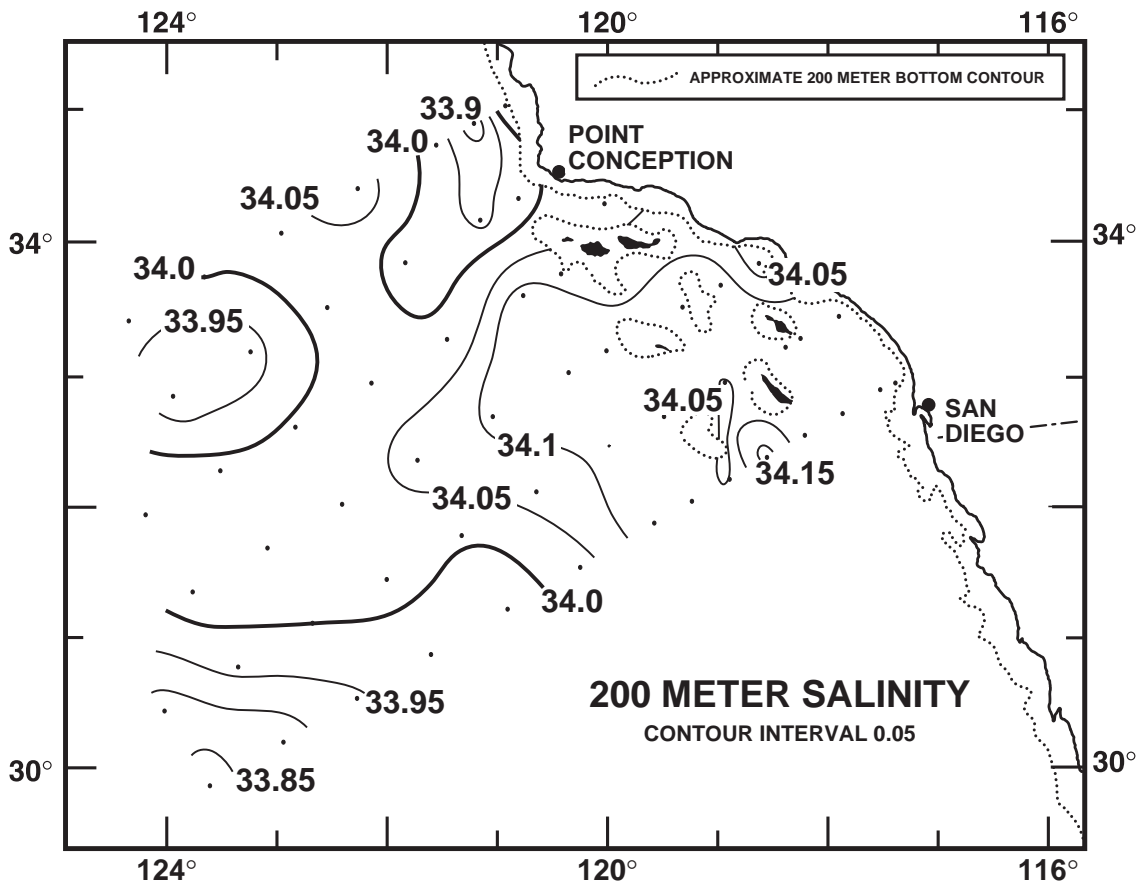 124° 120° 116°
APPROXIMATE 200 METER BOTTOM CONTOUR
33.9
POINT
CONCEPTION
34.0
34.05
34° 34°
34.0
34.05
33.95
34.05
SAN
DIEGO
34.1
34.15
34.05
34.0
200 METER SALINITY
33.95
CONTOUR INTERVAL 0.05
30° 30°
33.85
124° 120° 116°